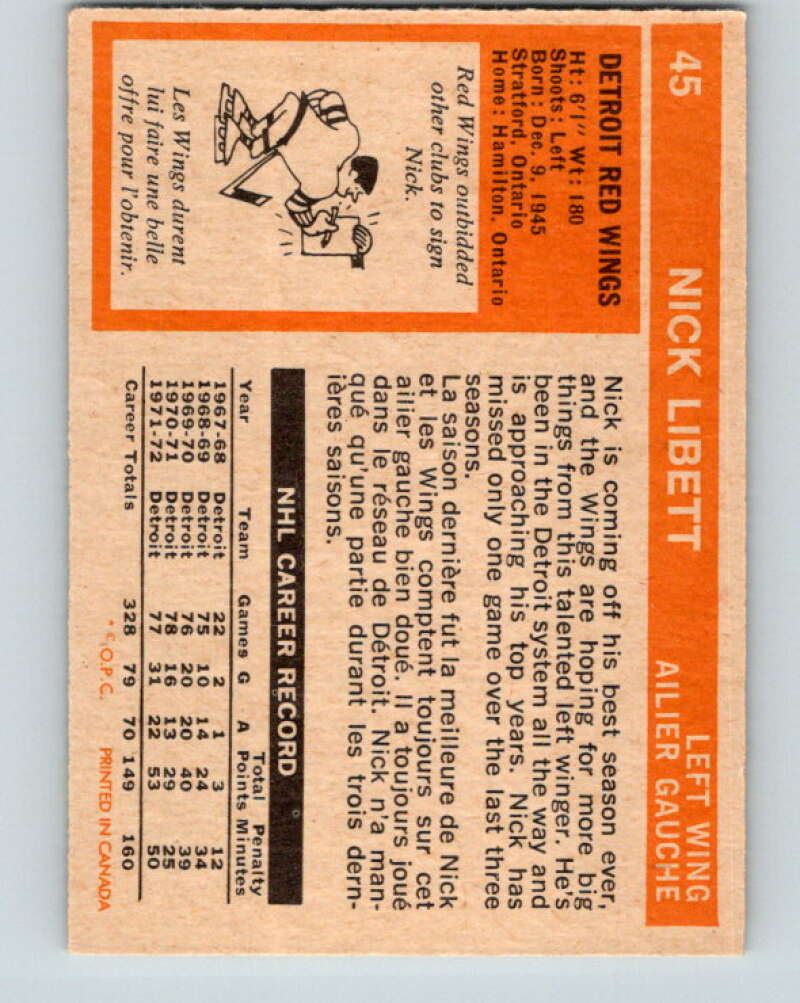 45
NICK LIBETT
LEFT WING
AILIER GAUCHE
DETROIT RED WINGS
Ht: 6'1" Wt: 180
Shoots: Left
Born: Dec. 9, 1945
Stratford, Ontario
Home: Hamilton, Ontario
Red Wings outbidded
other clubs to sign
Nick.
Les Wings durent
lui faire une belle
offre pour l'obtenir.
Nick is coming off his best season ever,
and the Wings are hoping for more big
things from this talented left winger. He's
been in the Detroit system all the way and
is approaching his top years. Nick has
missed only one game over the last three
seasons.
La saison dernière fut la meilleure de Nick
et les Wings comptent toujours sur cet
ailier gauche bien doué. Il a toujours joué
dans le réseau de Détroit. Nick n'a man-
qué qu'une partie durant les trois dern-
ières saisons.
NHL CAREER RECORD
Total Penalty
Year Team Games G A Points Minutes
1967-68 Detroit 22 2 1 3 12
1968-69 Detroit 75 10 14 24 34
1969-70 Detroit 76 20 20 40 39
1970-71 Detroit 78 16 13 29 25
1971-72 Detroit 77 31 22 53 50
Career Totals 328 79 70 149 160
* © O.P.C. PRINTED IN CANADA